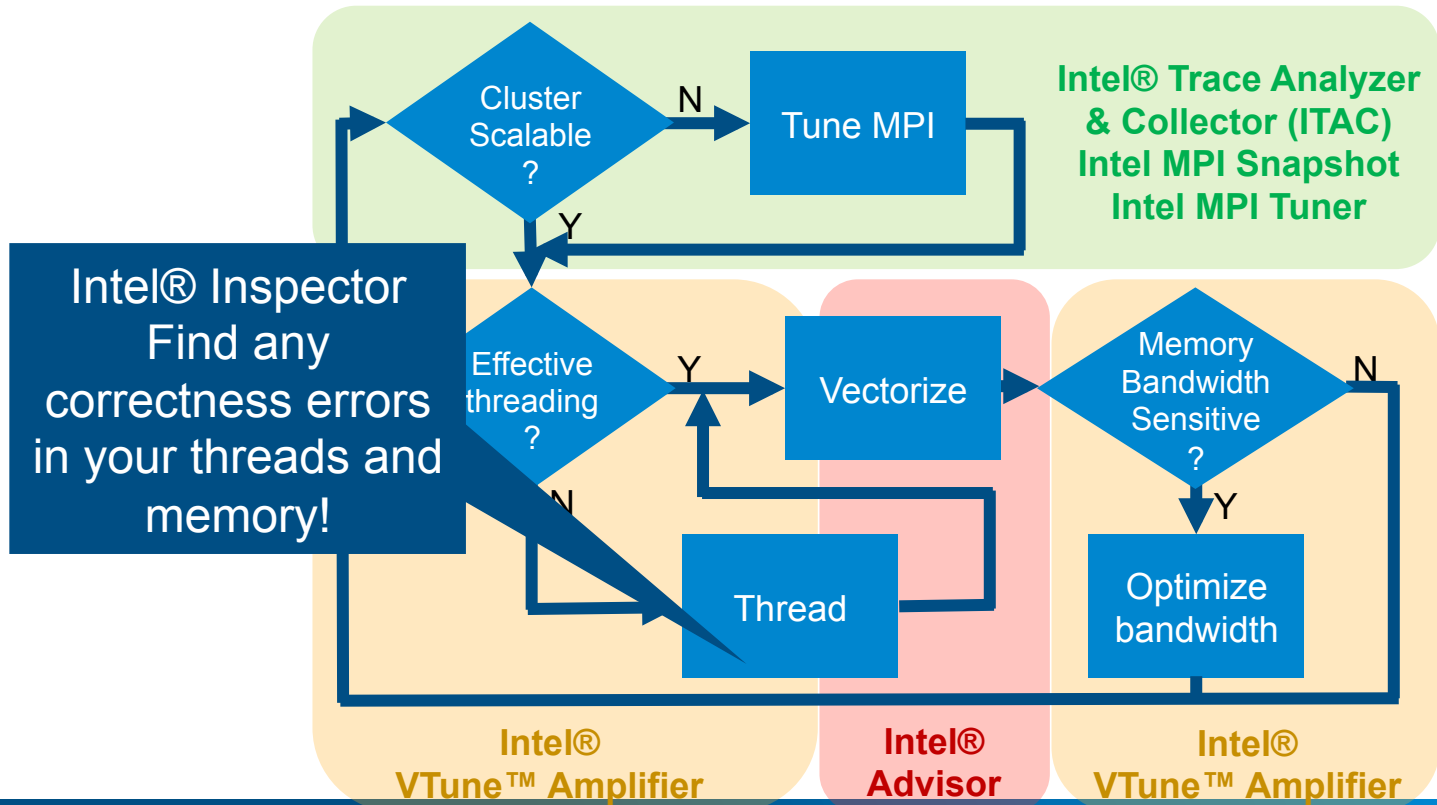 Cluster
Scalable
?
N
Tune MPI
Intel® Trace Analyzer
& Collector (ITAC)
Intel MPI Snapshot
Intel MPI Tuner
Y
Intel® Inspector
Find any
correctness errors
in your threads and
memory!
Effective
threading
?
Y
N
Vectorize
Memory
Bandwidth
Sensitive
?
N
Y
Thread
Optimize
bandwidth
Intel®
VTune™ Amplifier
Intel®
Advisor
Intel®
VTune™ Amplifier